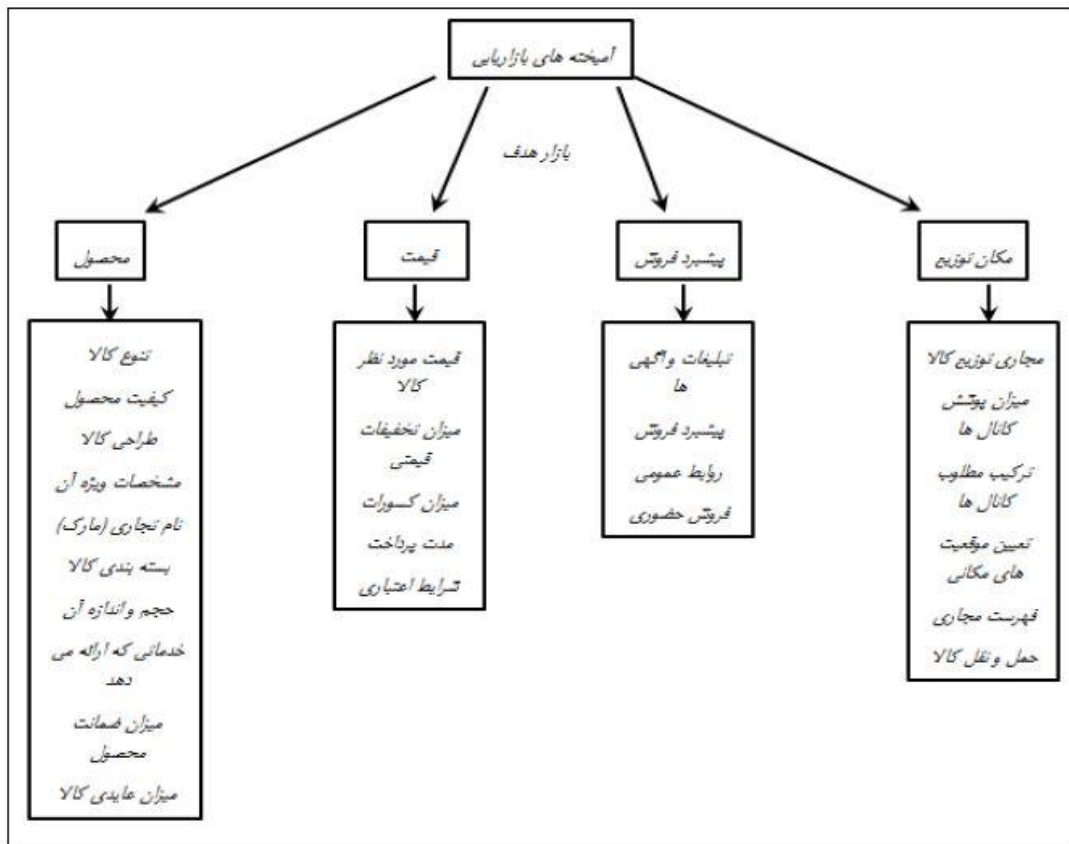 آمیخته های بازاریابی
بازار هدف
مکان توزیع
پیشبرد فروش
قیمت
محصول
مجاری توزیع کالا
میزان پوشش
کانال ها
ترکیب مطلوب
کانال ها
تعیین موقعیت
های مکانی
فهرست مجاری
حمل و نقل کالا
تبلیغات و آگهی
ها
پیشبرد فروش
روابط عمومی
فروش حضوری
قیمت مورد نظر
کالا
میزان تخفیفات
قیمتی
میزان کسورات
مدت پرداخت
شرایط اعتباری
تنوع کالا
کیفیت محصول
طراحی کالا
مشخصات ویژه آن
نام تجاری (مارک)
بسته بندی کالا
حجم و اندازه آن
خدماتی که ارائه می
دهد
میزان ضمانت
محصول
میزان عایدی کالا